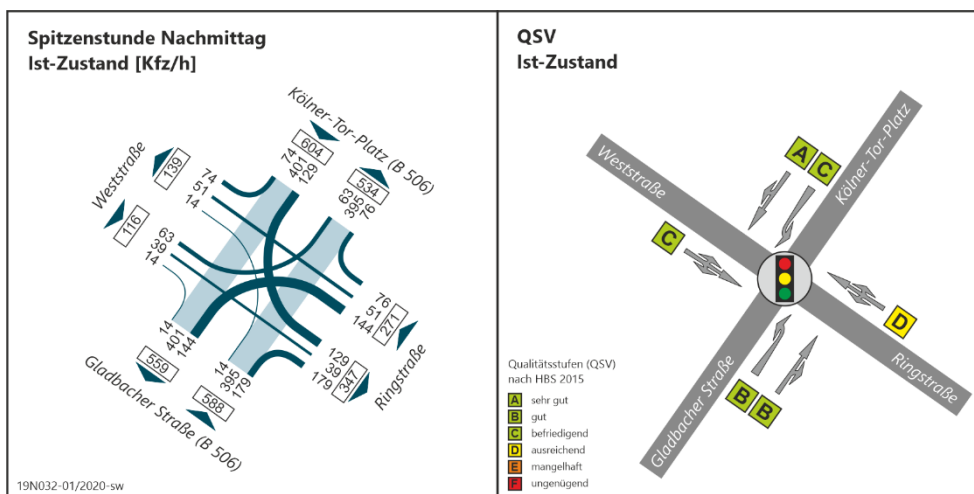 Spitzenstunde Nachmittag
Ist-Zustand [Kfz/h]
Kölner-Tor-Platz (B 506)
604
74
401
129
534
63
395
76
Weststraße
139
116
74
51
14
63
39
14
14
401
144
559
Gladbacher Straße (B 506)
14
395
179
588
76
51
144
271
129
39
179
347
Ringstraße
19N032-01/2020-sw
QSV
Ist-Zustand
Weststraße
Kölner-Tor-Platz
A C
C
D
B B
Gladbacher Straße
Ringstraße
Qualitätsstufen (QSV)
nach HBS 2015
A sehr gut
B gut
C befriedigend
D ausreichend
E mangelhaft
F ungenügend